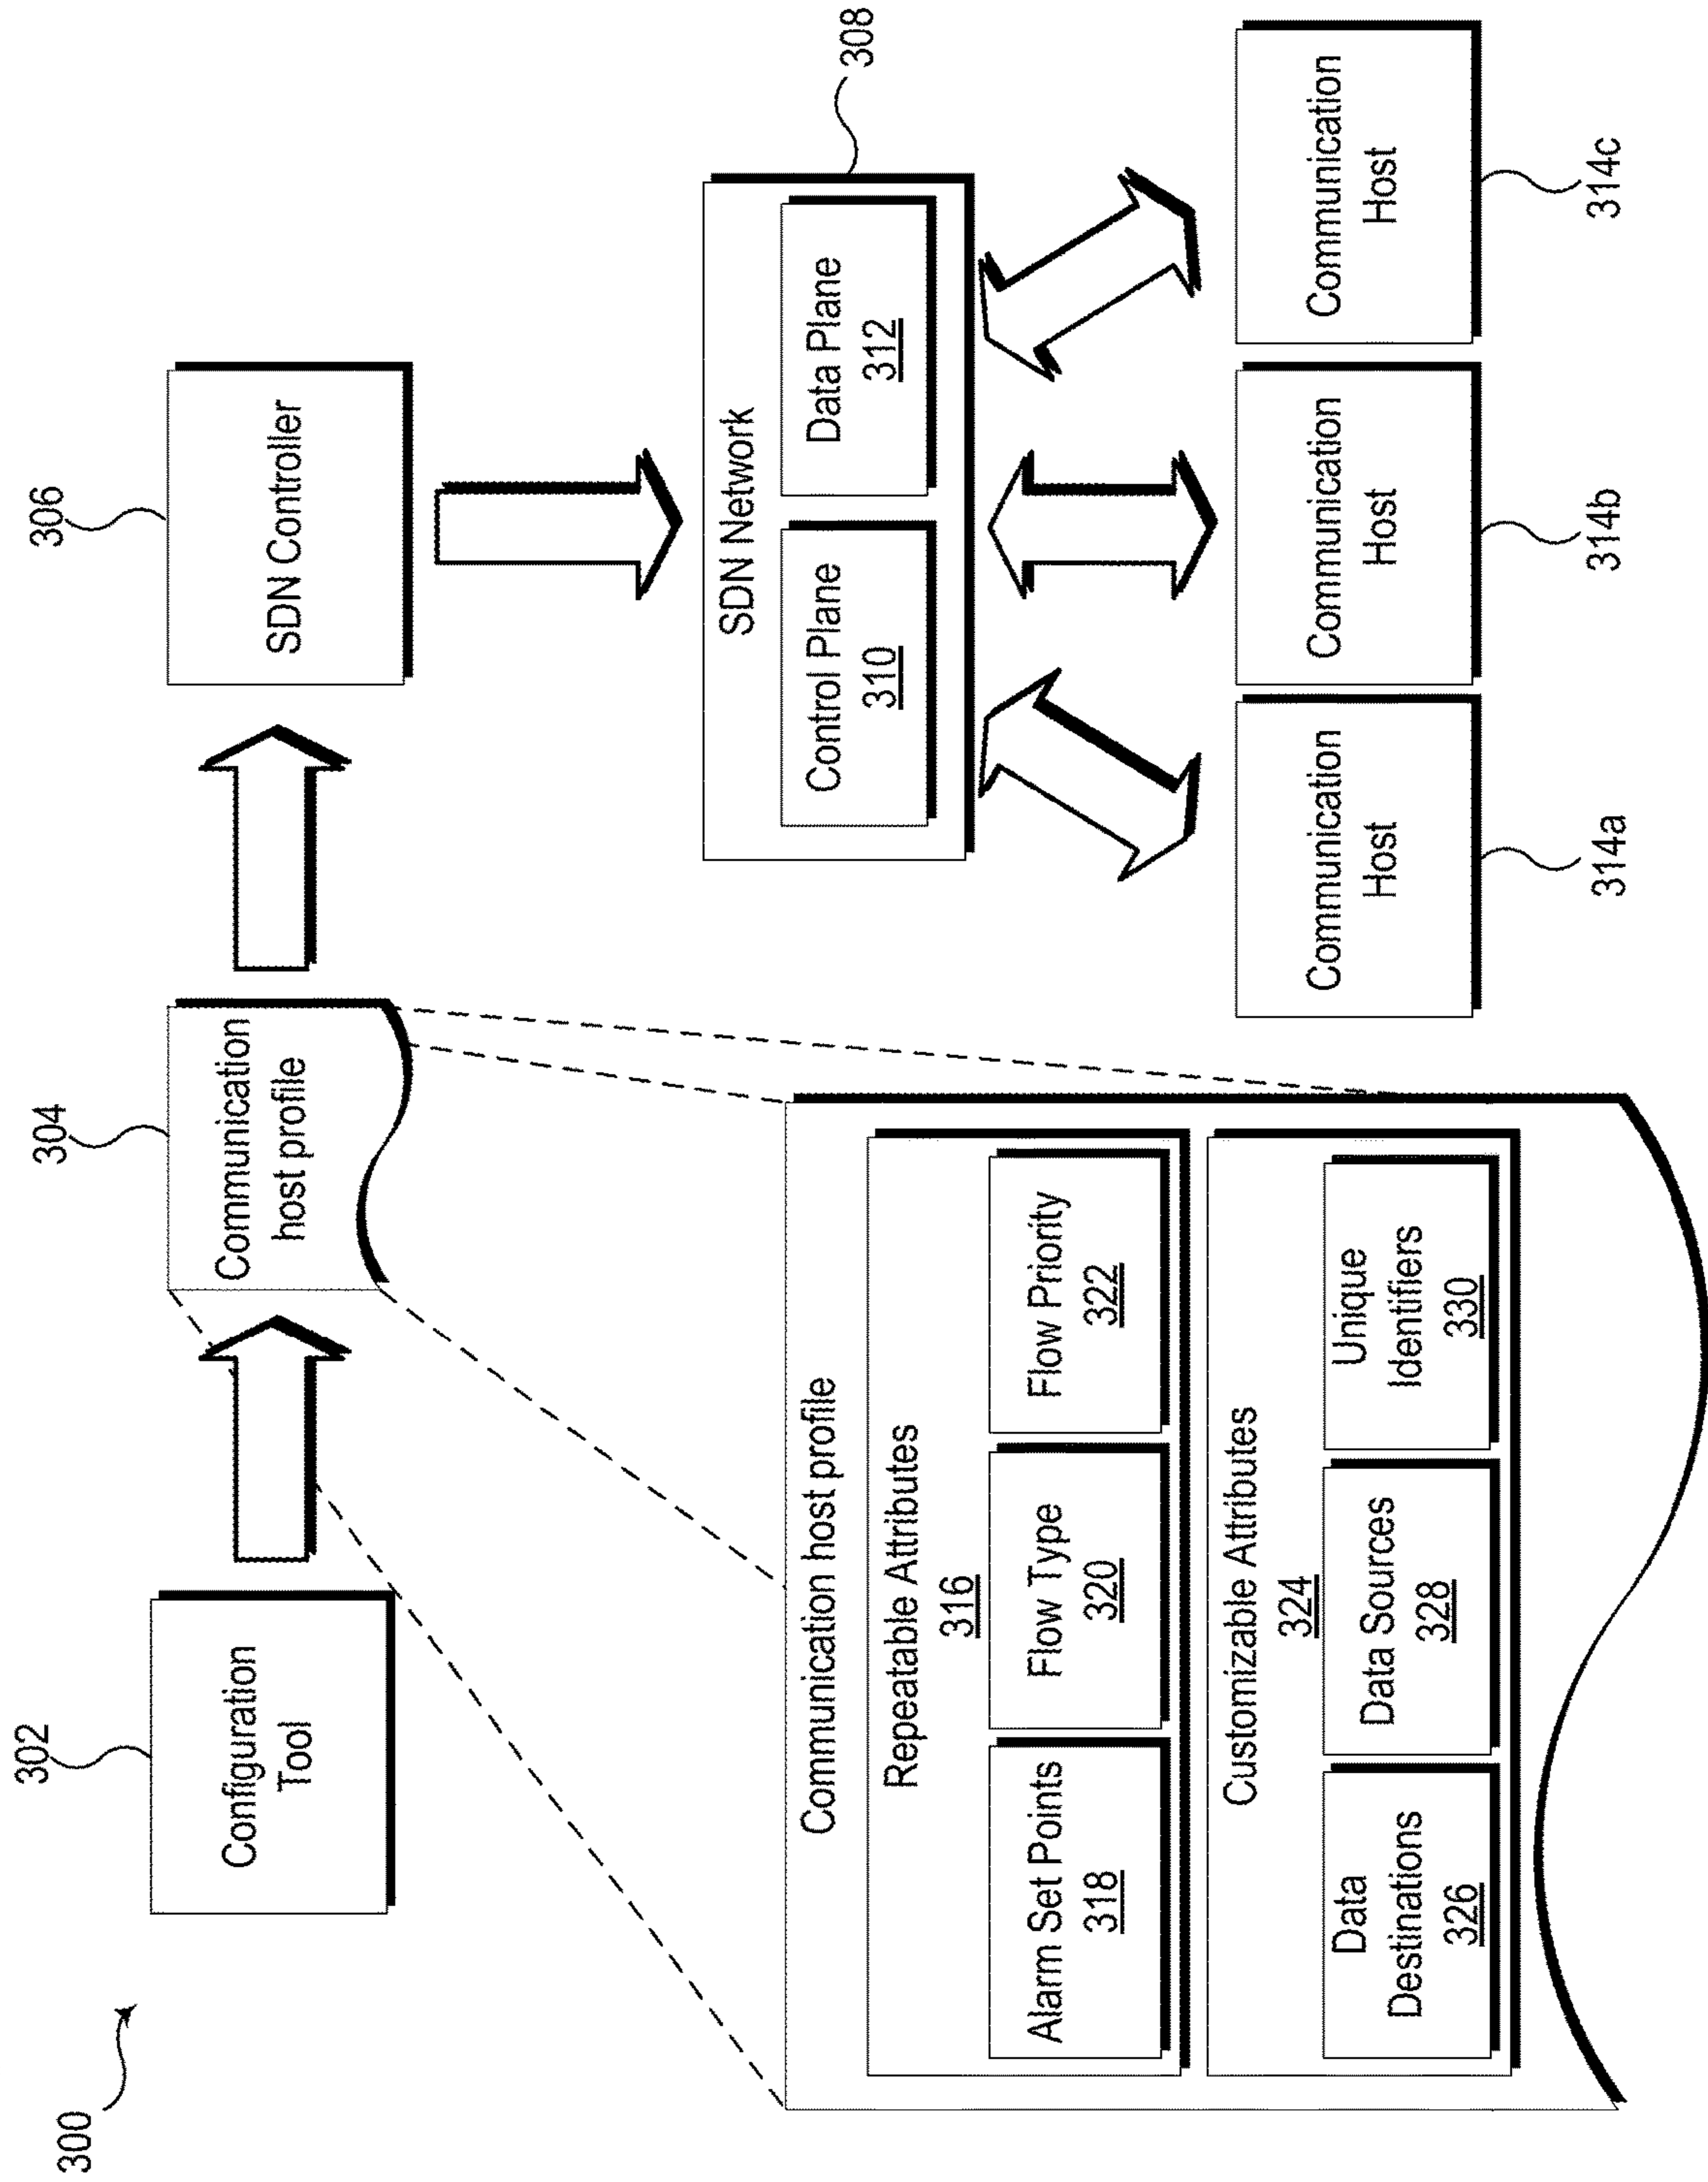 300
302
304
306
Configuration
Tool
Communication
host profile
SDN Controller
308
SDN Network
Control Plane
310
Data Plane
312
Communication
Host
314a
Communication
Host
314b
Communication
Host
314c
Communication host profile
Repeatable Attributes
316
Alarm Set Points
318
Flow Type
320
Flow Priority
322
Customizable Attributes
324
Data
Destinations
326
Data Sources
328
Unique
Identifiers
330